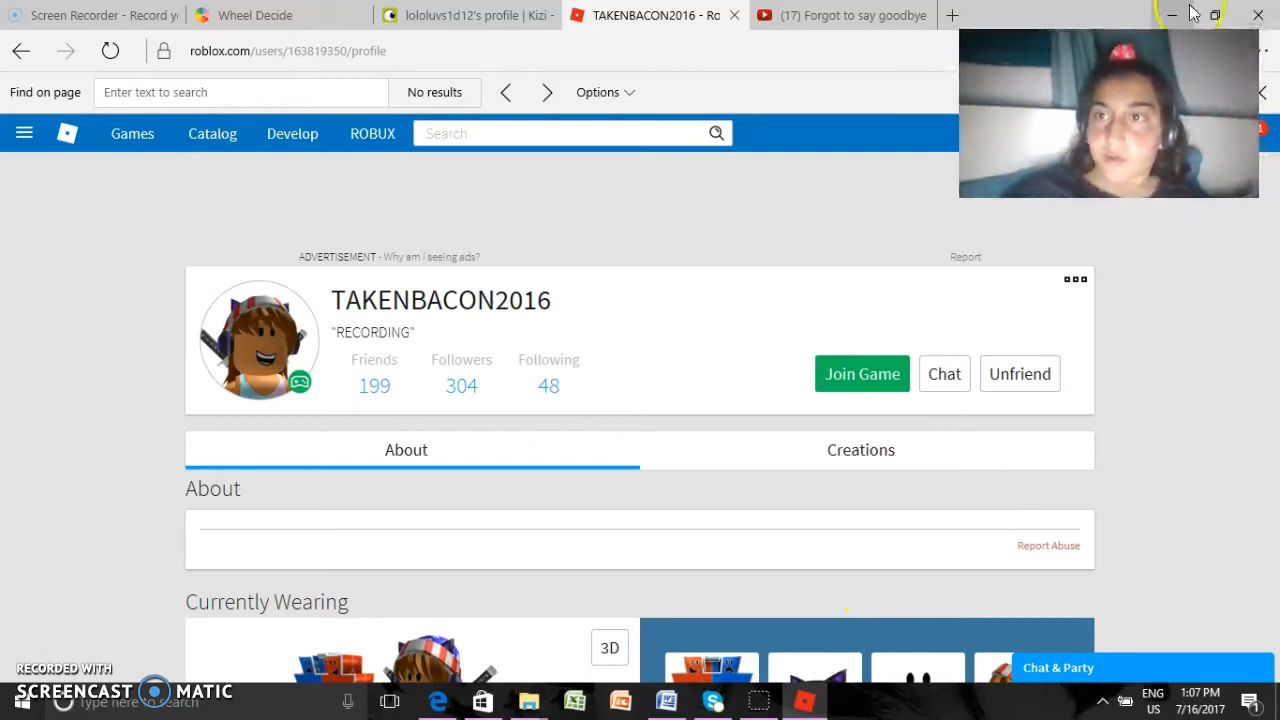 Screen Recorder - Record y
Wheel Decide
lololuvs1d12's profile | Kizi -
TAKENBACON2016 - Ro
(17) Forgot to say goodbye
roblox.com/users/163819350/profile
Find on page
Enter text to search
No results
Options
Games
Catalog
Develop
ROBUX
Search
1
ADVERTISEMENT - Why am i seeing ads?
Report
TAKENBACON2016
"RECORDING"
Friends
Followers
Following
199
304
48
Join Game
Chat
Unfriend
About
Creations
About
Report Abuse
Currently Wearing
3D
Chat & Party
RECORDED WITH
SCREENCAST MATIC
Type here to search
ENG
US
1:07 PM
7/16/2017
1